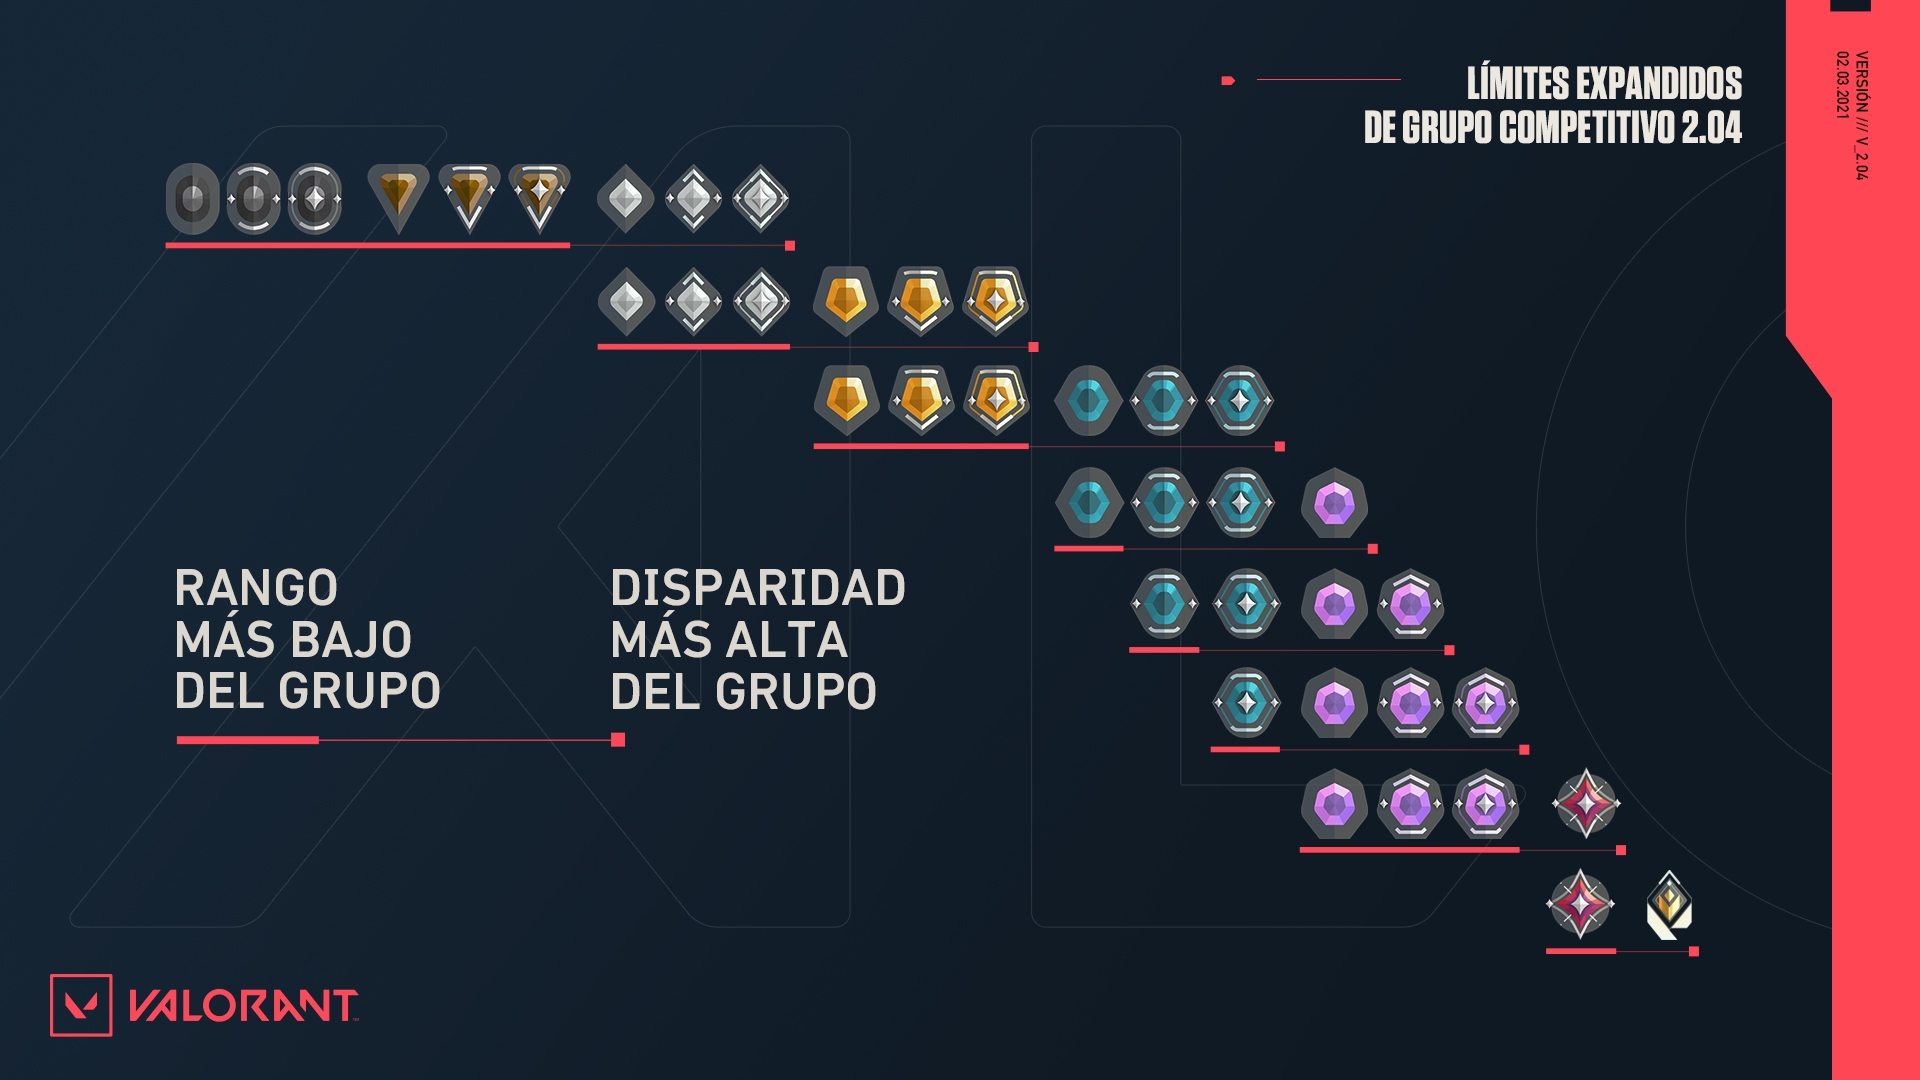 LÍMITES EXPANDIDOS
DE GRUPO COMPETITIVO 2.04
VERSIÓN /// V_2.04
02.03.2021
RANGO
MÁS BAJO
DEL GRUPO
DISPARIDAD
MÁS ALTA
DEL GRUPO
VALORANT